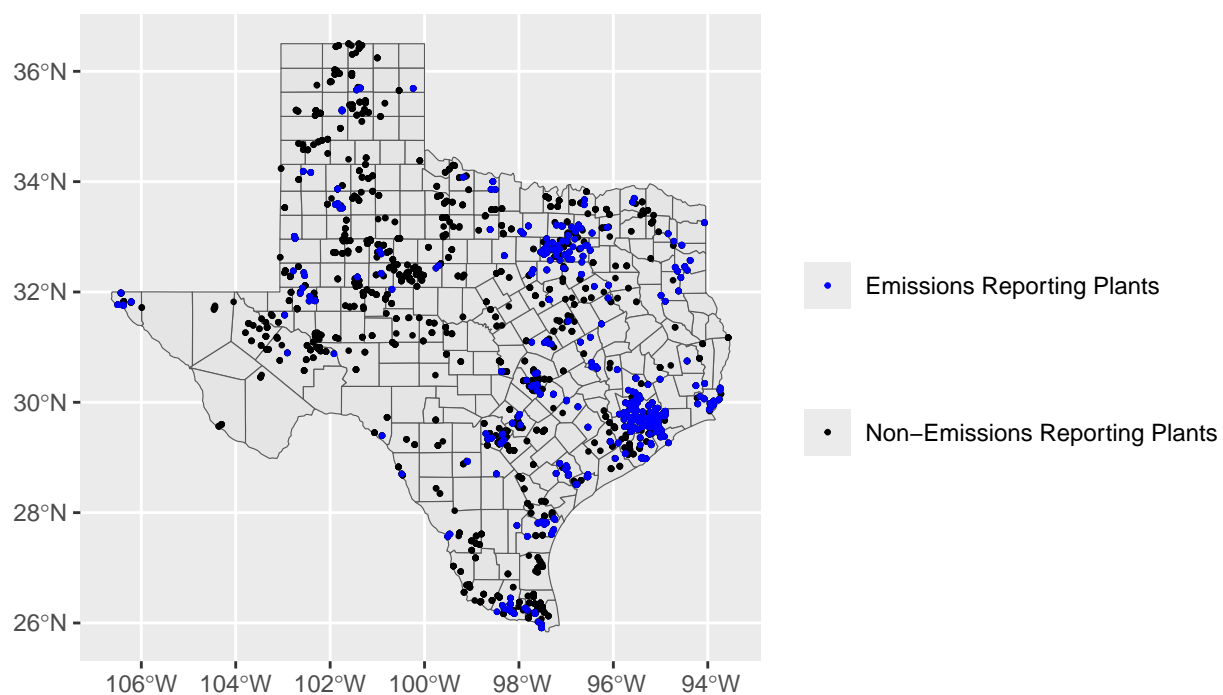 36°N
34°N
32°N
30°N
28°N
26°N
106°W 104°W 102°W 100°W 98°W 96°W 94°W
Emissions Reporting Plants
Non−Emissions Reporting Plants